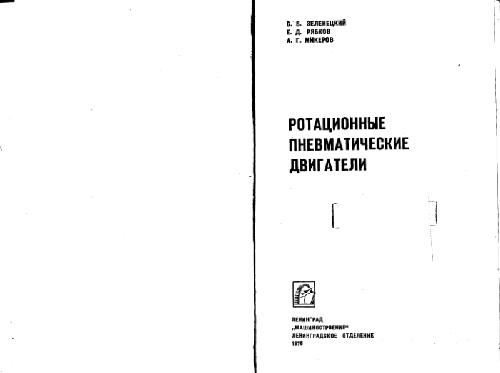 С. Б. ЗЕЛЕНЕЦКИЙ
Е. Д. РЯБКОВ
А. Г. МИКЕРОВ
РОТАЦИОННЫЕ
ПНЕВМАТИЧЕСКИЕ
ДВИГАТЕЛИ
ЛЕНИНГРАД
„МАШИНОСТРОЕНИЕ"
ЛЕНИНГРАДСКОЕ ОТДЕЛЕНИЕ
1976